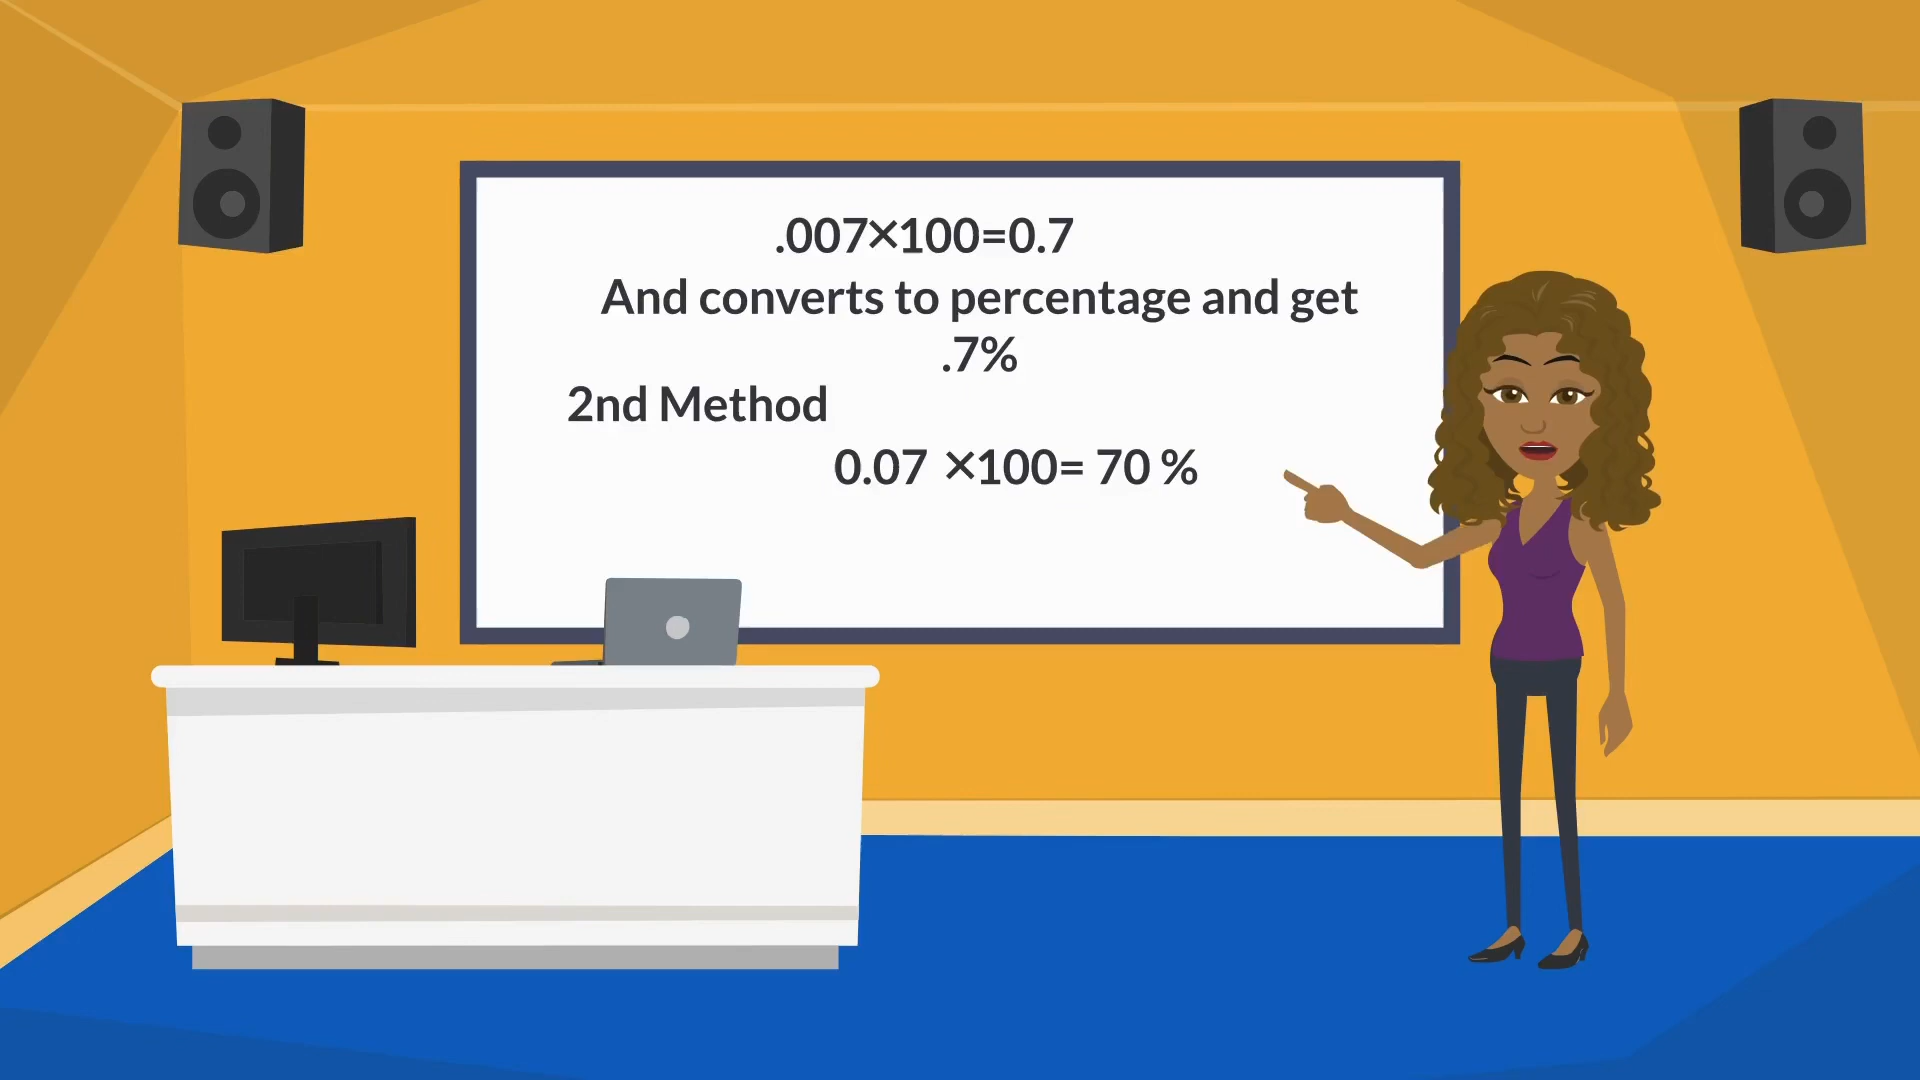 .007×100=0.7
And converts to percentage and get
.7%
2nd Method
0.07 ×100= 70 %